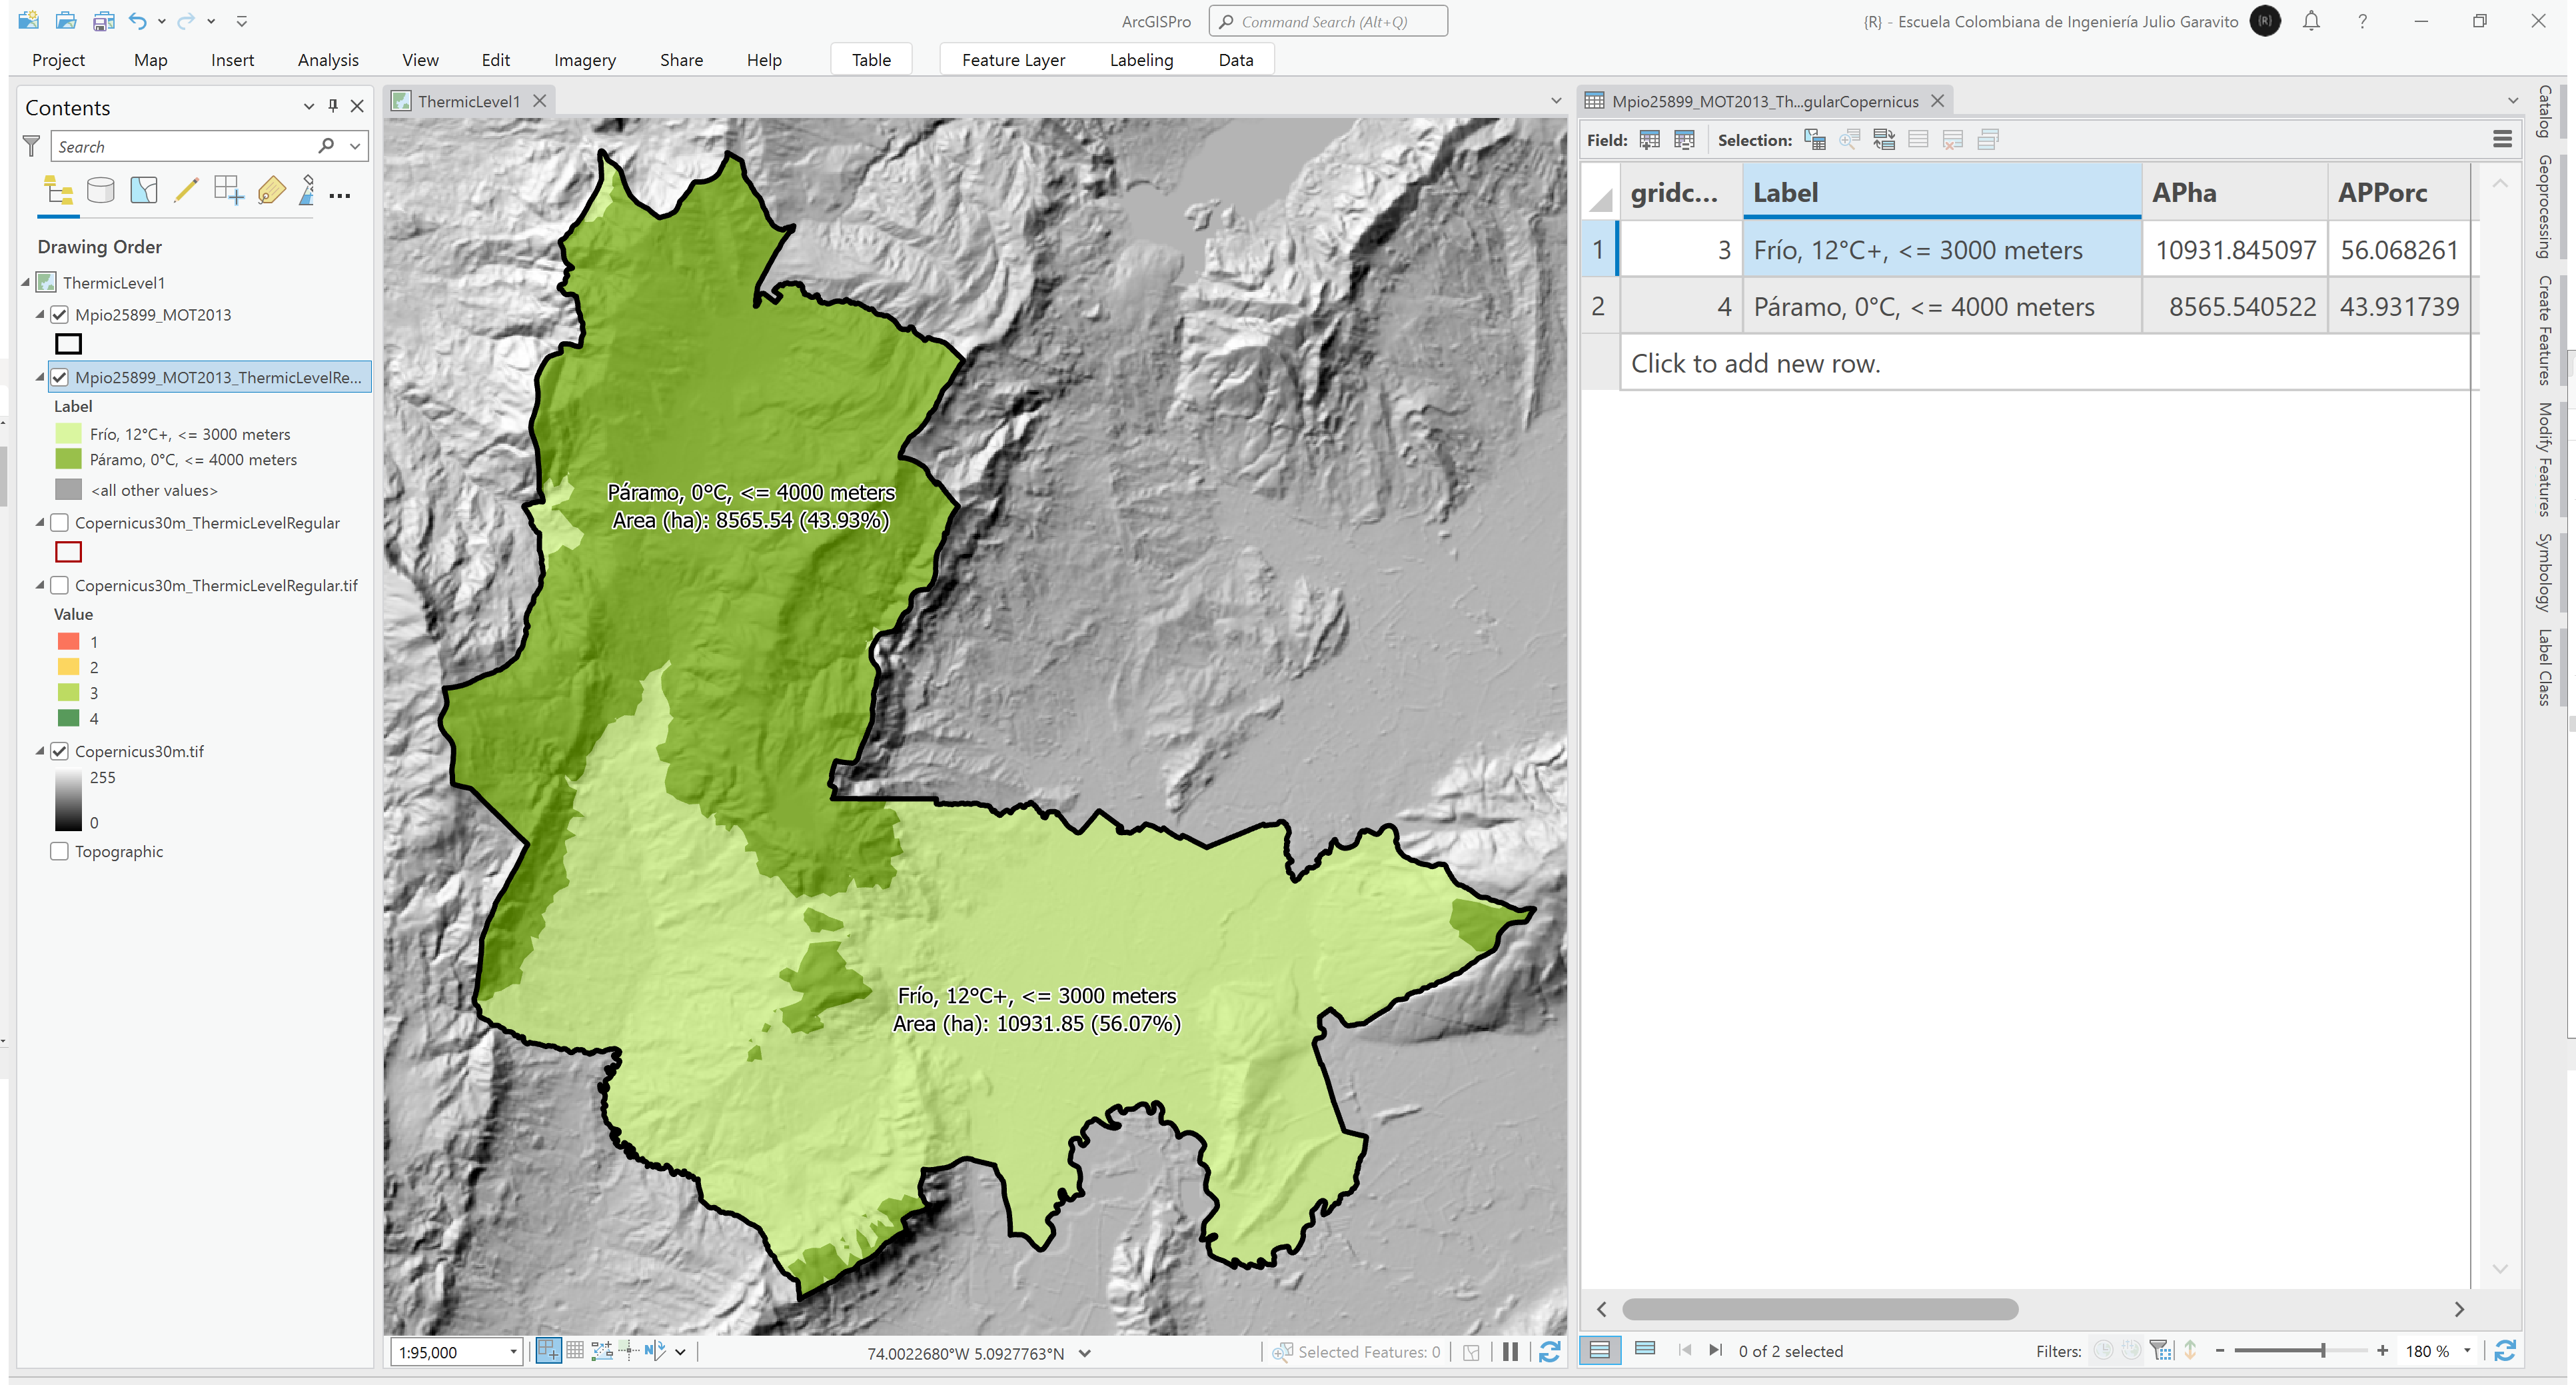 ArcGISPro
Command Search (Alt+Q)
{R} - Escuela Colombiana de Ingeniería Julio Garavito
{R}
Project Map Insert Analysis View Edit Imagery Share Help Table Feature Layer Labeling Data
Contents
Search
Drawing Order
ThermicLevel1
Mpio25899_MOT2013
Mpio25899_MOT2013_ThermicLevelRe...
Label
Frío, 12°C+, <= 3000 meters
Páramo, 0°C, <= 4000 meters
<all other values>
Copernicus30m_ThermicLevelRegular
Copernicus30m_ThermicLevelRegular.tif
Value
1
2
3
4
Copernicus30m.tif
255
0
Topographic
ThermicLevel1
Páramo, 0°C, <= 4000 meters
Area (ha): 8565.54 (43.93%)
Frío, 12°C+, <= 3000 meters
Area (ha): 10931.85 (56.07%)
1:95,000
74.0022680°W 5.0927763°N
Selected Features: 0
Mpio25899_MOT2013_Th...gularCopernicus
Field: Selection:
gridc... Label APha APPorc
1 3 Frío, 12°C+, <= 3000 meters 10931.845097 56.068261
2 4 Páramo, 0°C, <= 4000 meters 8565.540522 43.931739
Click to add new row.
0 of 2 selected
Filters:
180 %
Catalog
Geoprocessing
Create Features
Modify Features
Symbology
Label Class